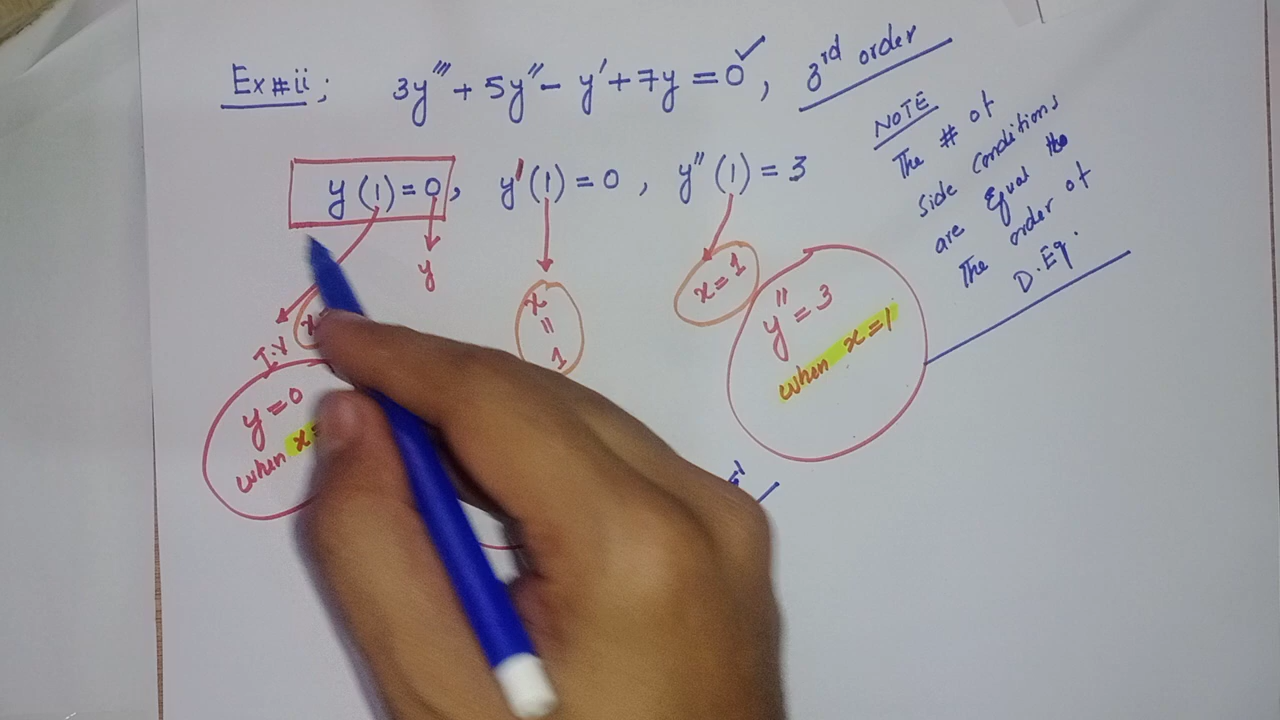 Ex#ii; 3y''' + 5y'' - y' + 7y = 0, 3rd order
y(1) = 0, y'(1) = 0, y''(1) = 3
y
x
"
1
x = 1
I.V
y = 0
when x=
y'' = 3
when x=1
NOTE
The # of
side conditions
are Equal the
The order of
D.Eq.